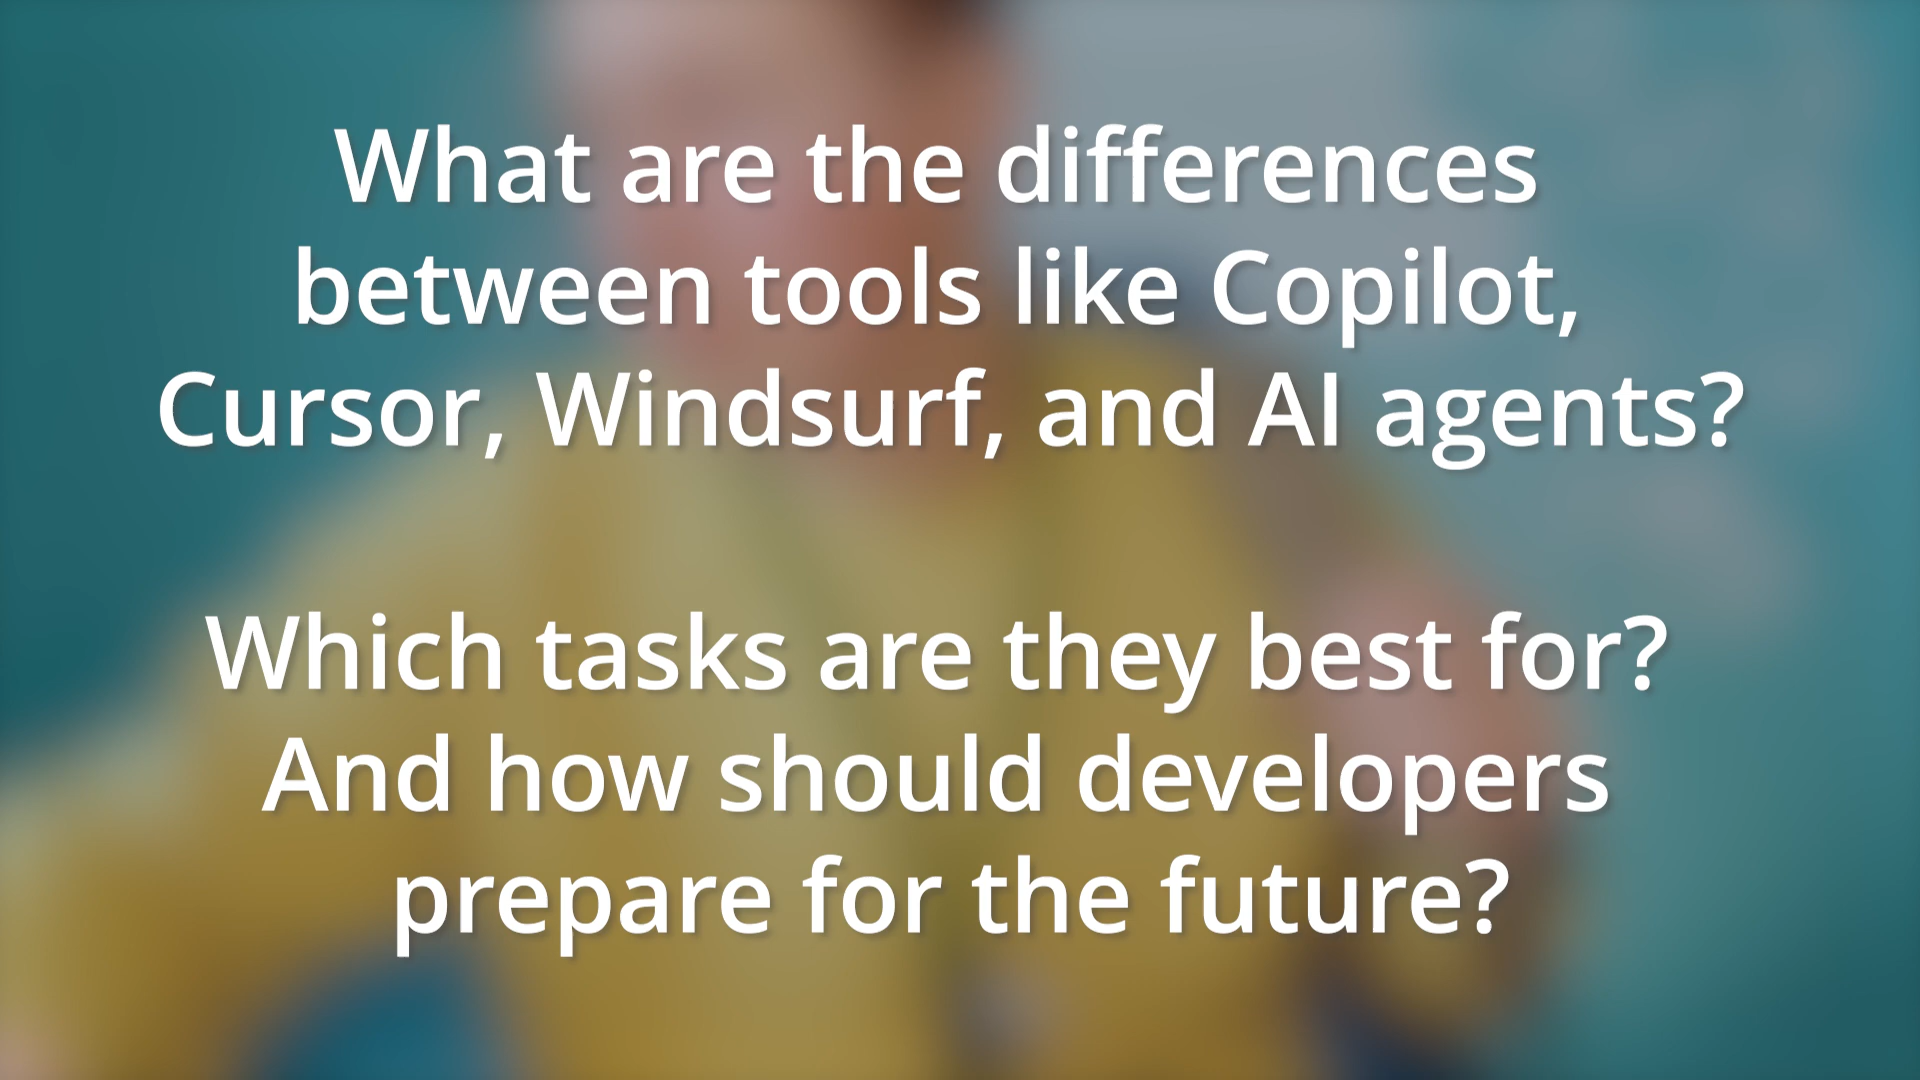 What are the differences
between tools like Copilot,
Cursor, Windsurf, and AI agents?
Which tasks are they best for?
And how should developers
prepare for the future?